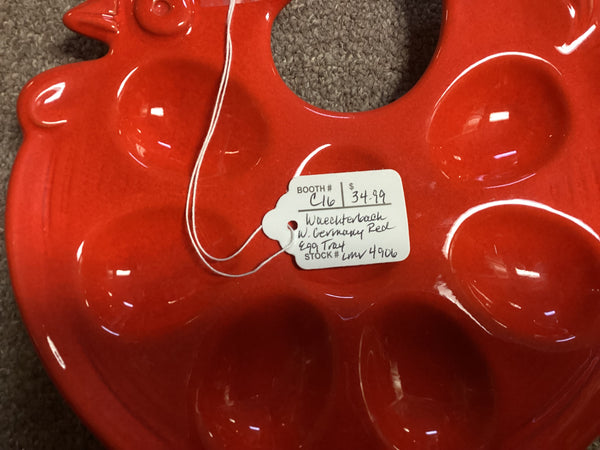 BOOTH # $
C16 34.99
Waechtersbach
W. Germany Red
Egg Tray
STOCK # Lmv 4906